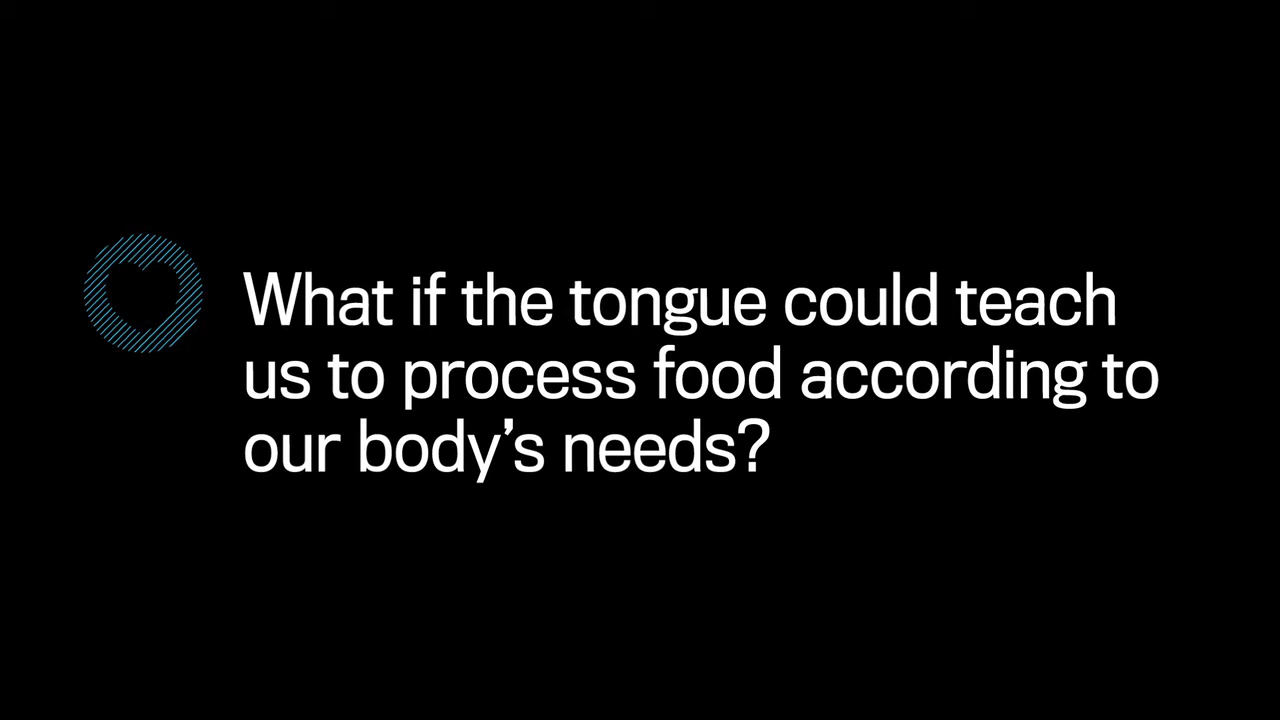 What if the tongue could teach
us to process food according to
our body’s needs?